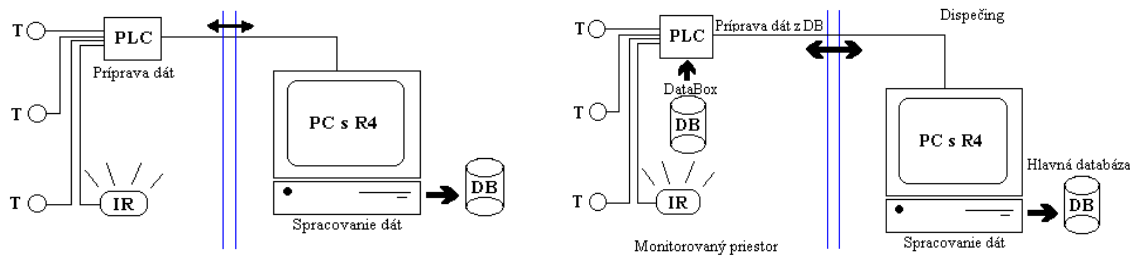 T
PLC
Príprava dát
T
PC s R4
T
IR
DB
Spracovanie dát
Dispečing
T
PLC
Príprava dát z DB
DataBox
T
DB
PC s R4
Hlavná databáza
T
IR
DB
Spracovanie dát
Monitorovaný priestor